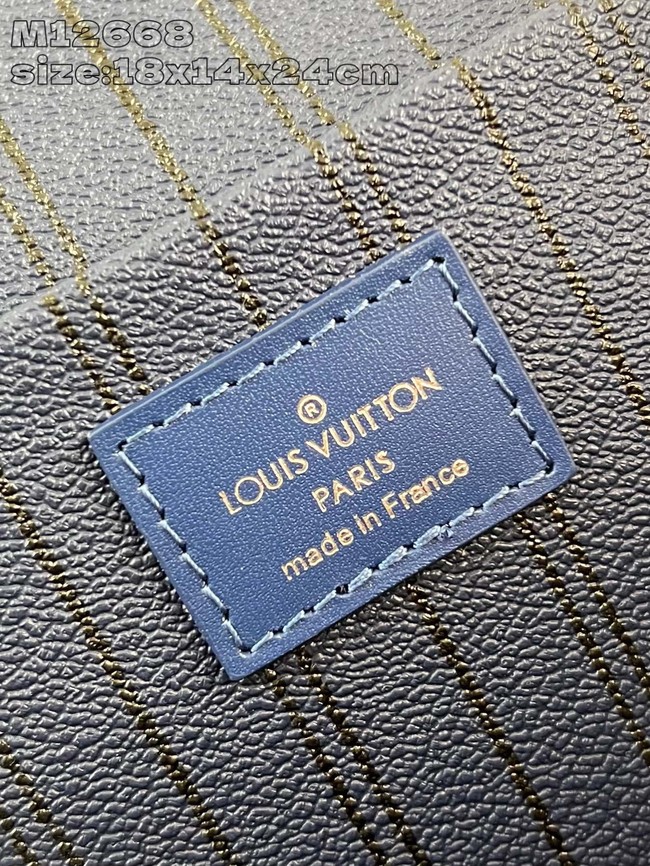 M12668
size:18x14x24cm
®
LOUIS VUITTON
PARIS
made in France